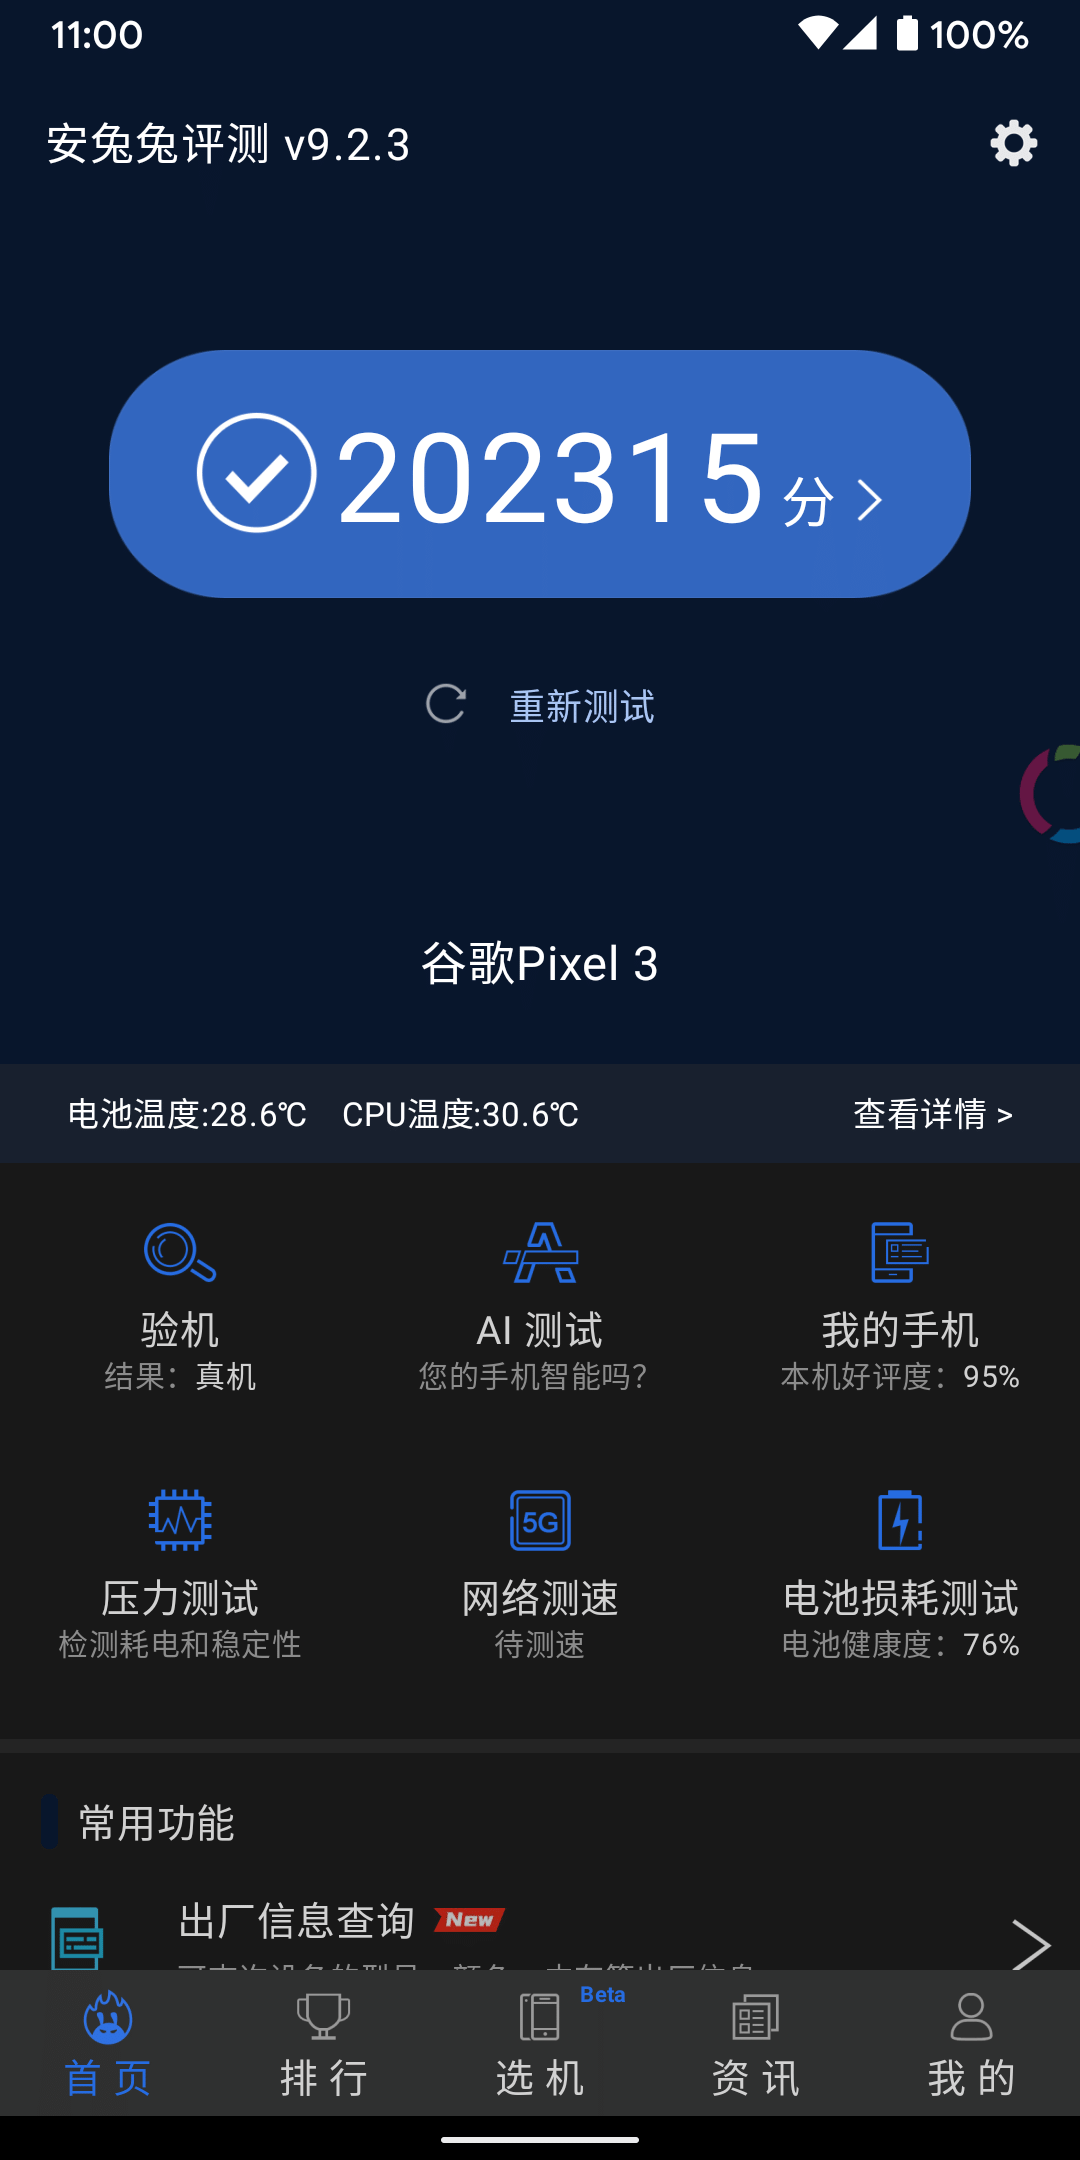 11:00 100%
安兔兔评测 v9.2.3
202315 分
重新测试
谷歌Pixel 3
电池温度:28.6℃ CPU温度:30.6℃ 查看详情 >
验机 AI 测试 我的手机
结果：真机 您的手机智能吗？ 本机好评度：95%
5G
压力测试 网络测速 电池损耗测试
检测耗电和稳定性 待测速 电池健康度：76%
常用功能
出厂信息查询 New
Beta
首页 排行 选机 资讯 我的